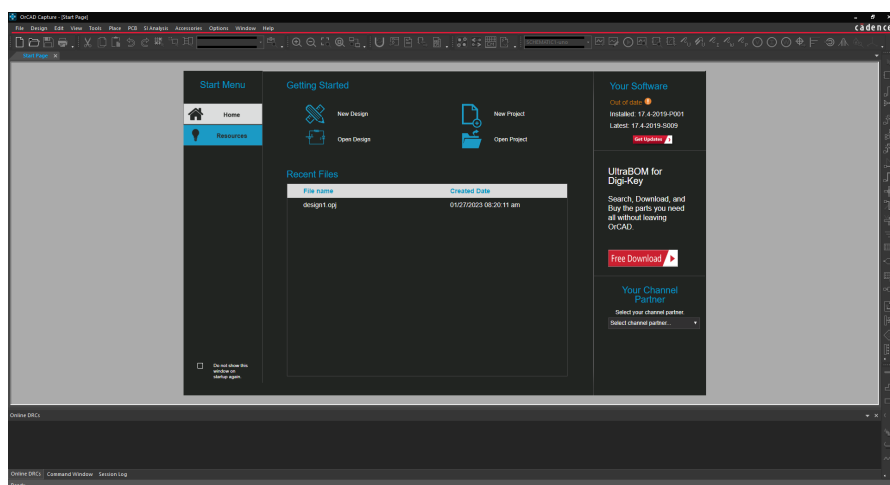 OrCAD Capture - [Start Page]
File Design Edit View Tools Place PCB SI Analysis Accessories Options Window Help
cadence
SCHEMATIC1
Start Page
Start Menu
Home
Resources
Do not show this
window on
startup again.
Getting Started
New Design
New Project
Open Design
Open Project
Recent Files
File name Created Date
design1.opj 01/27/2023 08:20:11 am
Your Software
Out of date
Installed: 17.4-2019-P001
Latest: 17.4-2019-S009
Get Updates
UltraBOM for
Digi-Key
Search, Download, and
Buy the parts you need
all without leaving
OrCAD.
Free Download
Your Channel
Partner
Select your channel partner.
Select channel partner...
Online DRCs
Online DRCs Command Window Session Log
Ready